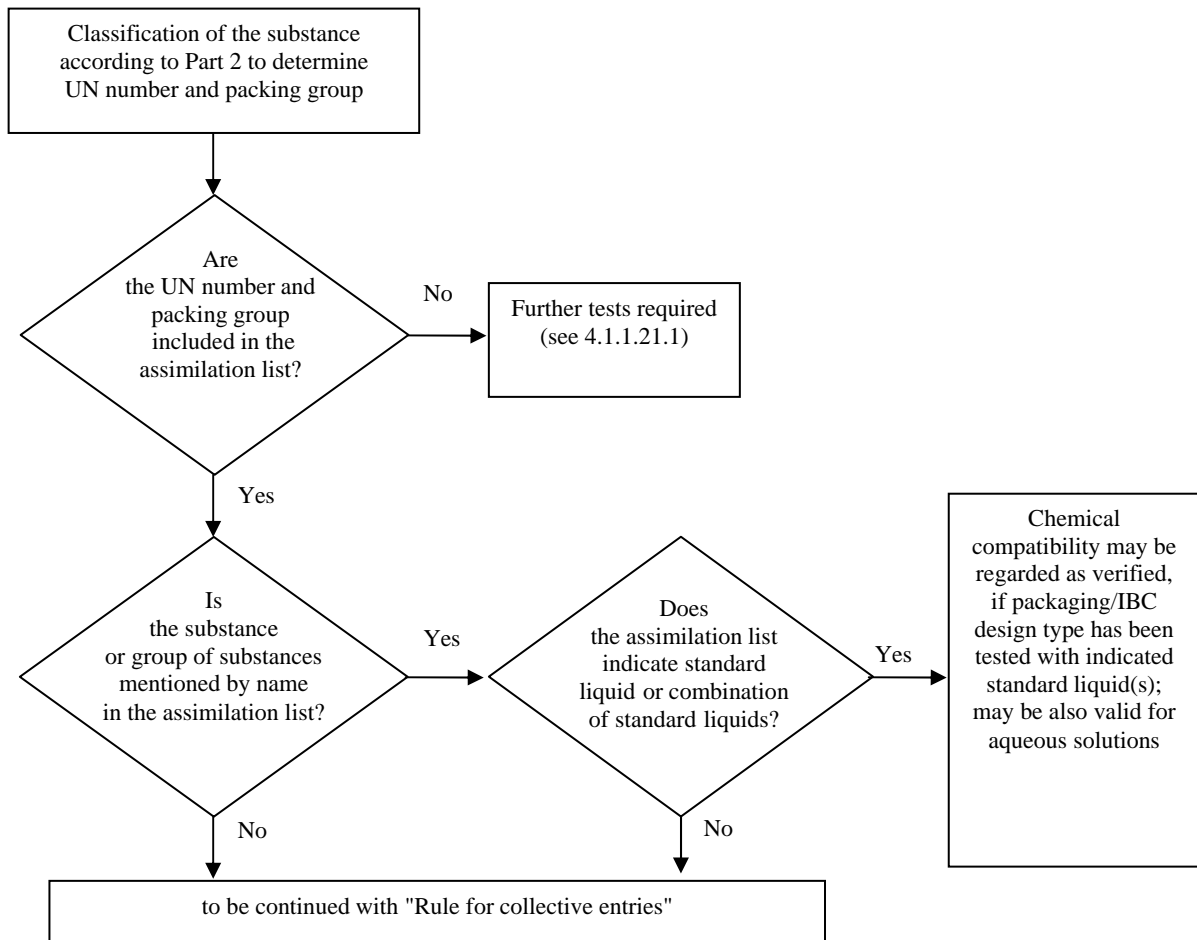 Classification of the substance
according to Part 2 to determine
UN number and packing group
Are
the UN number and
packing group
included in the
assimilation list?
No
Further tests required
(see 4.1.1.21.1)
Yes
Is
the substance
or group of substances
mentioned by name
in the assimilation list?
Yes
Does
the assimilation list
indicate standard
liquid or combination
of standard liquids?
Yes
Chemical
compatibility may be
regarded as verified,
if packaging/IBC
design type has been
tested with indicated
standard liquid(s);
may be also valid for
aqueous solutions
No
No
to be continued with "Rule for collective entries"